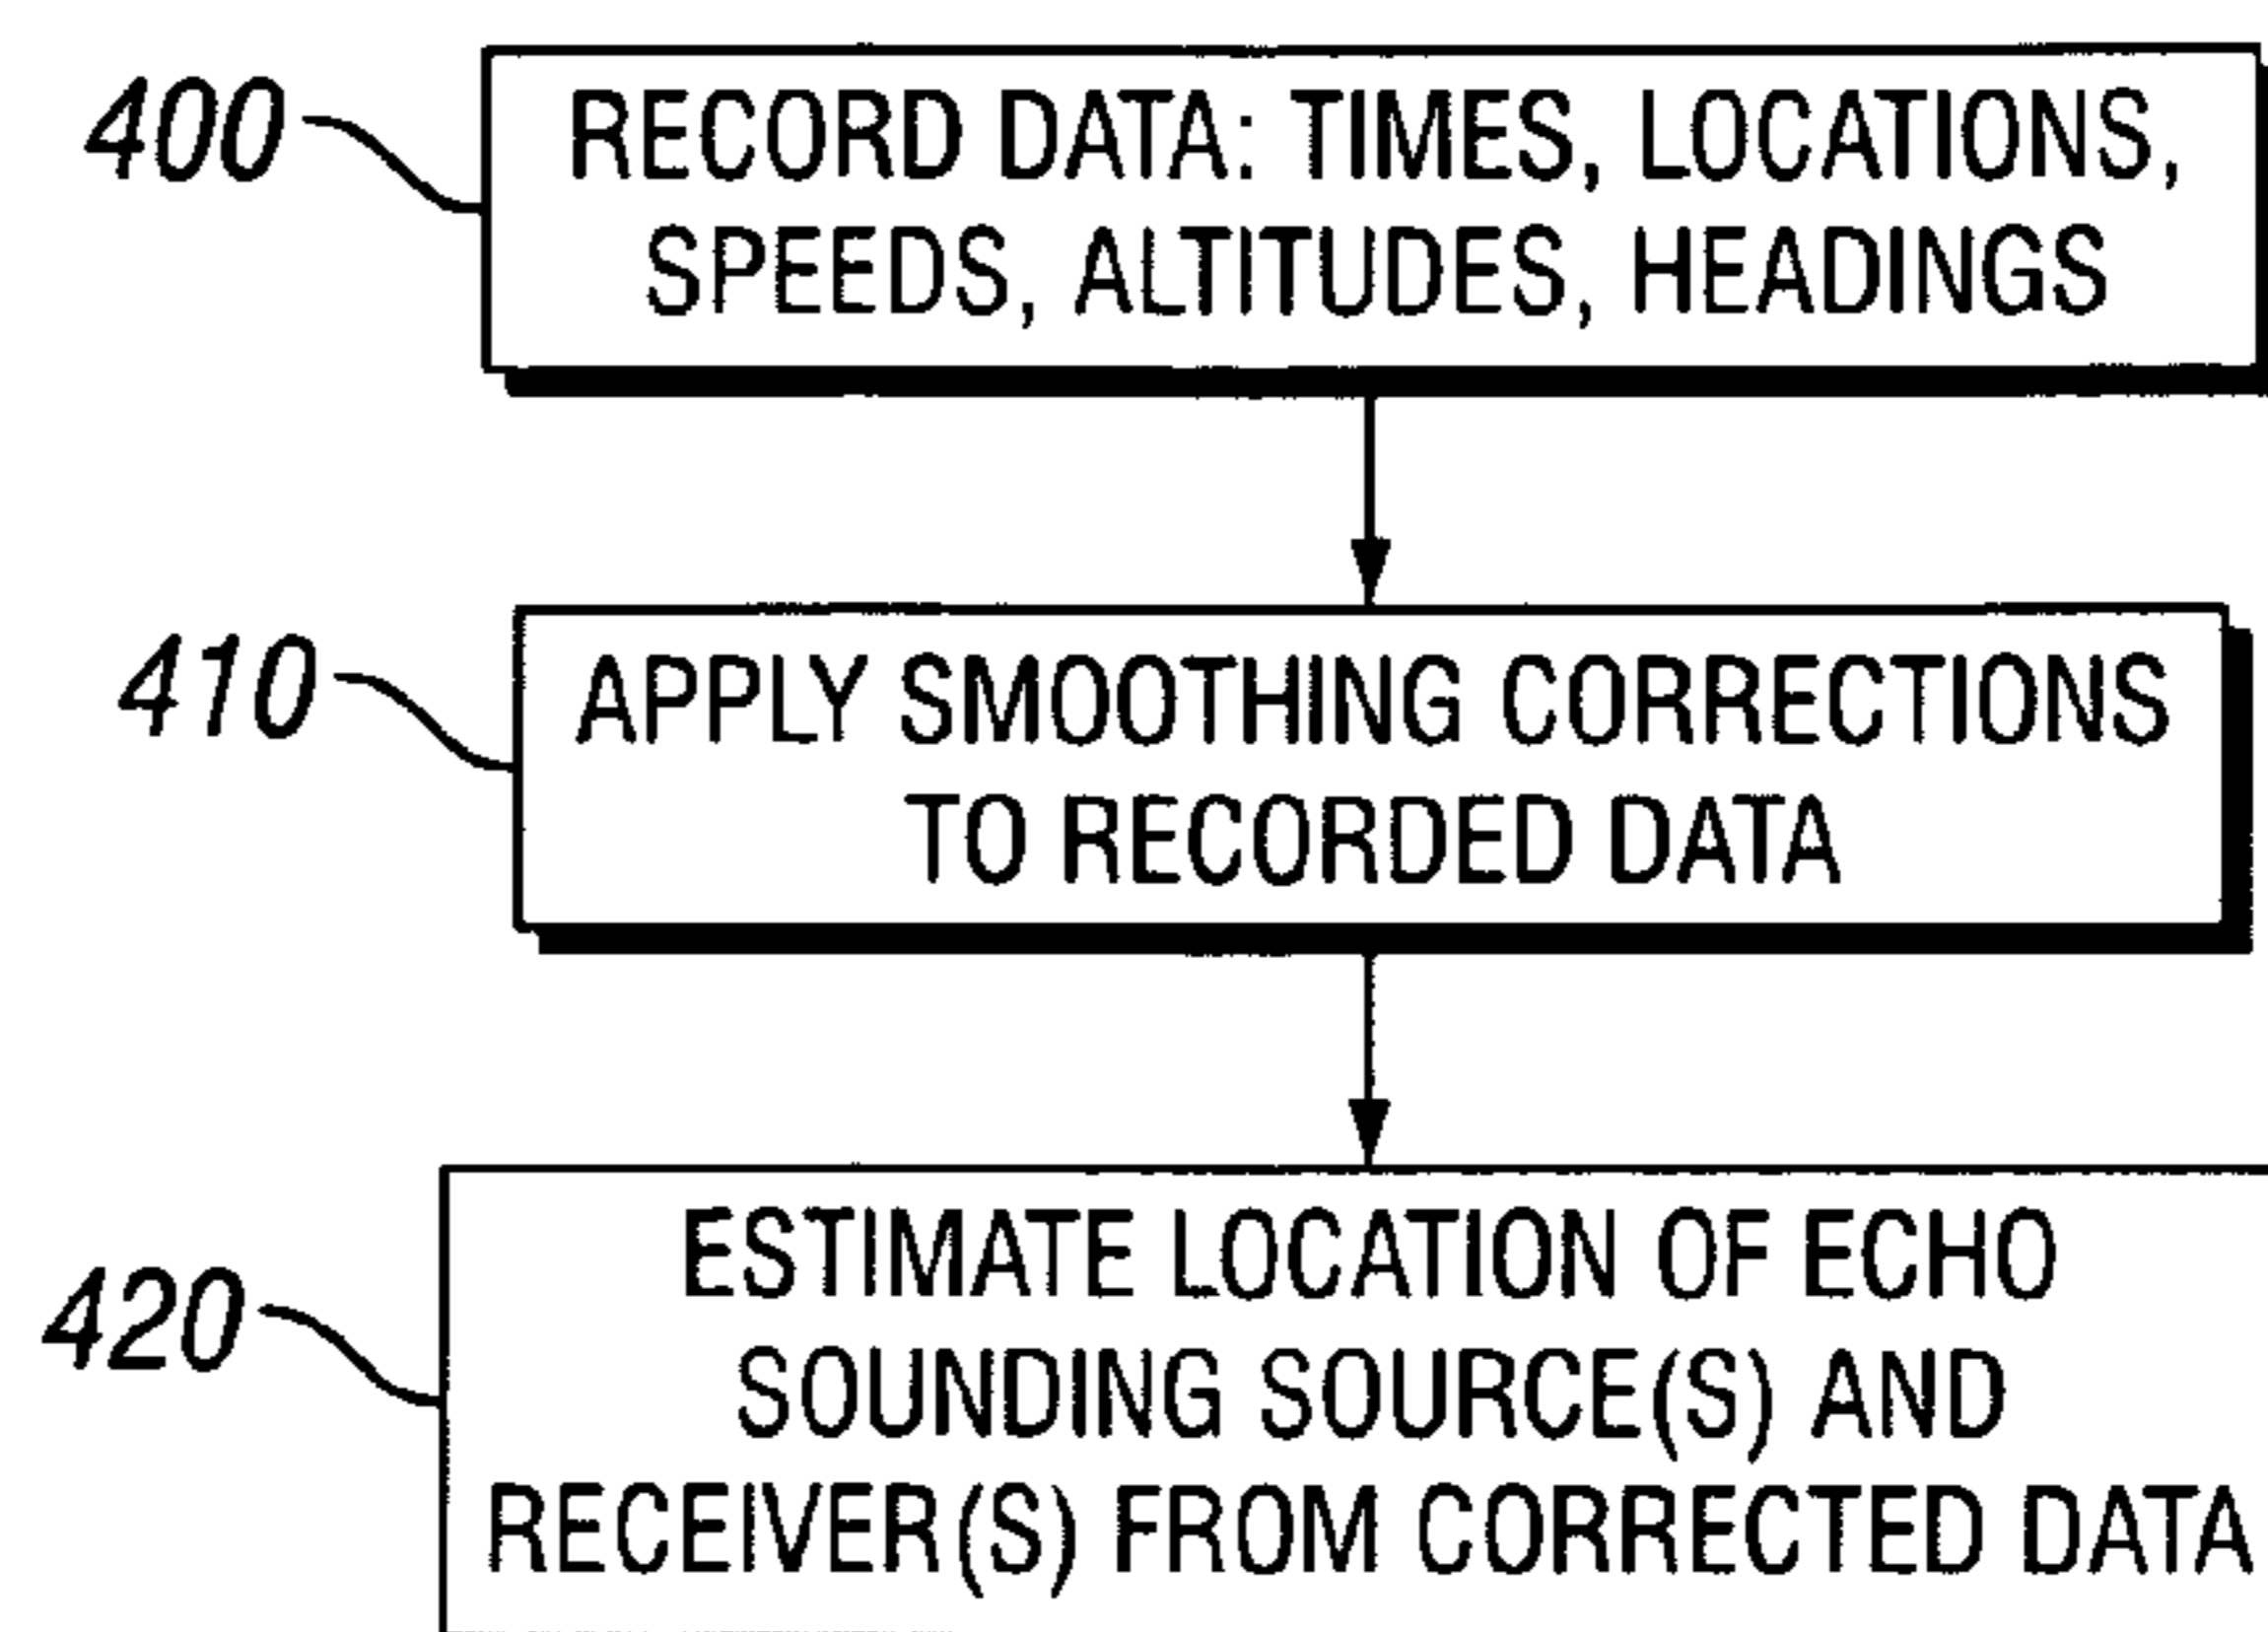 400
RECORD DATA: TIMES, LOCATIONS,
SPEEDS, ALTITUDES, HEADINGS
410
APPLY SMOOTHING CORRECTIONS
TO RECORDED DATA
420
ESTIMATE LOCATION OF ECHO
SOUNDING SOURCE(S) AND
RECEIVER(S) FROM CORRECTED DATA